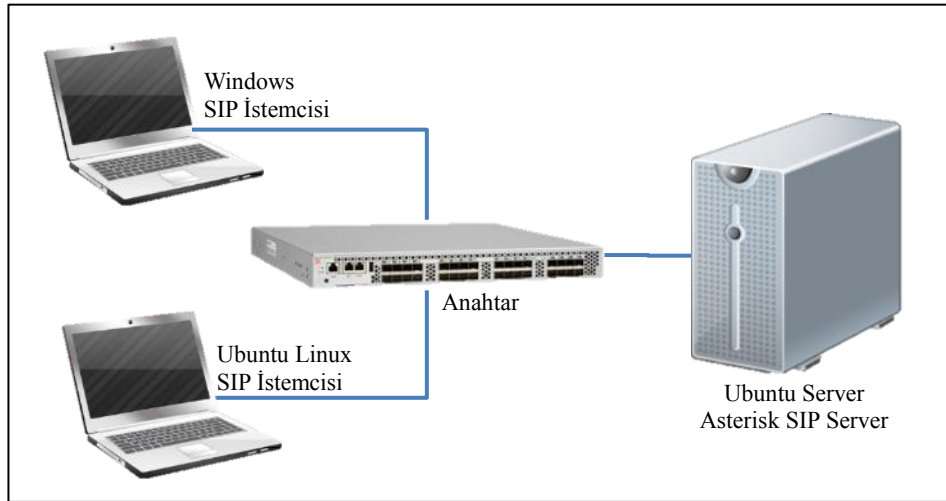 Windows
SIP İstemcisi
Anahtar
Ubuntu Linux
SIP İstemcisi
Ubuntu Server
Asterisk SIP Server